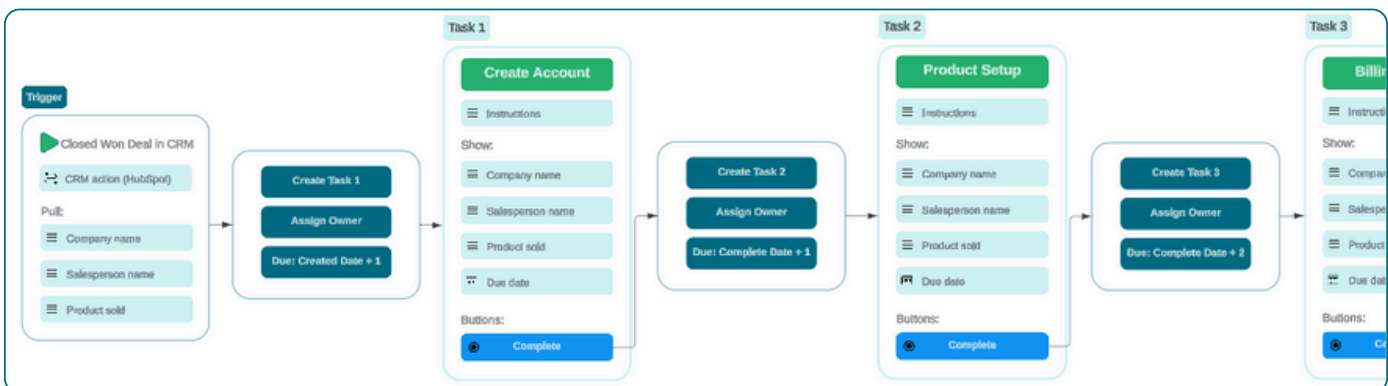 Trigger
Closed Won Deal in CRM
CRM action (HubSpot)
Pull:
Company name
Salesperson name
Product sold
Create Task 1
Assign Owner
Due: Created Date + 1
Task 1
Create Account
Instructions
Show:
Company name
Salesperson name
Product sold
Due date
Buttons:
Complete
Create Task 2
Assign Owner
Due: Complete Date + 1
Task 2
Product Setup
Instructions
Show:
Company name
Salesperson name
Product sold
Due date
Buttons:
Complete
Create Task 3
Assign Owner
Due: Complete Date + 2
Task 3
Show:
Product
Buttons: